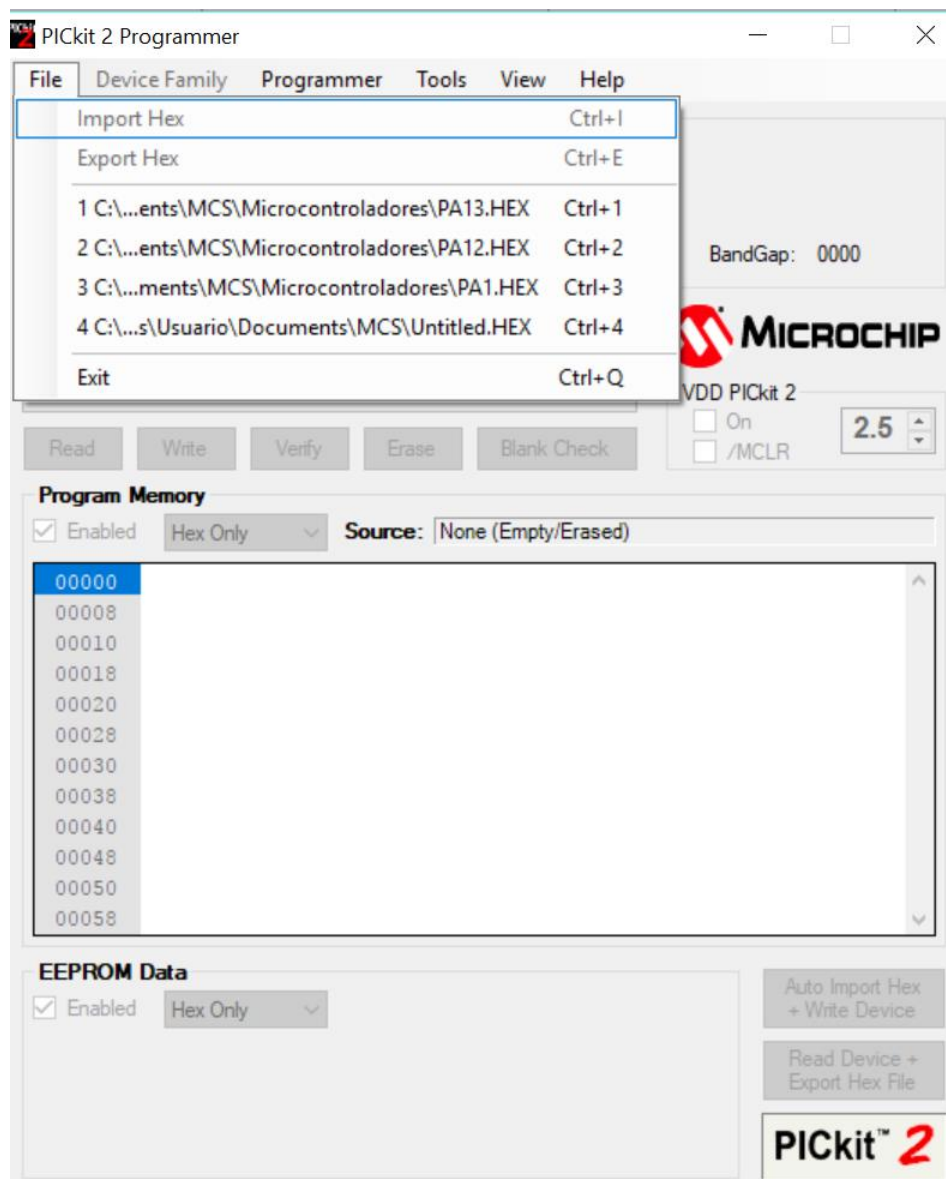 PICkit 2 Programmer
File Device Family Programmer Tools View Help
Import Hex Ctrl+I
Export Hex Ctrl+E
1 C:\...ents\MCS\Microcontroladores\PA13.HEX Ctrl+1
2 C:\...ents\MCS\Microcontroladores\PA12.HEX Ctrl+2
3 C:\...ments\MCS\Microcontroladores\PA1.HEX Ctrl+3
4 C:\...s\Usuario\Documents\MCS\Untitled.HEX Ctrl+4
Exit Ctrl+Q
BandGap: 0000
MICROCHIP
VDD PICkit 2
On
/MCLR
2.5
Read Write Verify Erase Blank Check
Program Memory
Enabled Hex Only Source: None (Empty/Erased)
00000
00008
00010
00018
00020
00028
00030
00038
00040
00048
00050
00058
EEPROM Data
Enabled Hex Only
Auto Import Hex
+ Write Device
Read Device +
Export Hex File
PICkit™ 2